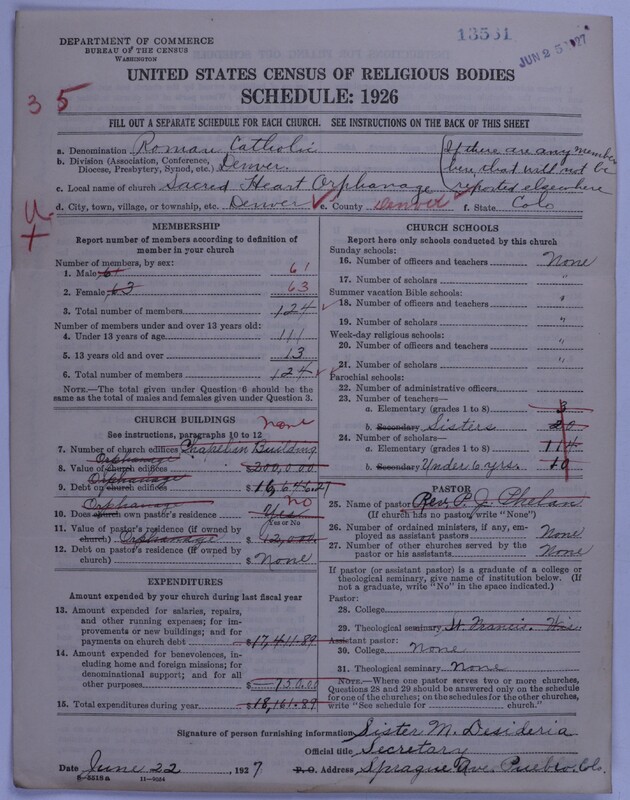 DEPARTMENT OF COMMERCE
BUREAU OF THE CENSUS
WASHINGTON
13531
JUN 25 1927
UNITED STATES CENSUS OF RELIGIOUS BODIES
SCHEDULE: 1926
35
FILL OUT A SEPARATE SCHEDULE FOR EACH CHURCH. SEE INSTRUCTIONS ON THE BACK OF THIS SHEET
a. Denomination Roman Catholic
b. Division (Association, Conference, Diocese, Presbytery, Synod, etc.) Denver.
(If there are any members here, that will not be reported elsewhere
c. Local name of church Sacred Heart Orphanage
d. City, town, village, or township, etc. Denver e. County Denver f. State Colo
MEMBERSHIP
Report number of members according to definition of
member in your church
Number of members, by sex:
1. Male 61 61
2. Female 63 63
3. Total number of members 124
Number of members under and over 13 years old:
4. Under 13 years of age 111
5. 13 years old and over 13
6. Total number of members 124
NOTE.—The total given under Question 6 should be the
same as the total of males and females given under Question 3.
CHURCH BUILDINGS
none
See instructions, paragraphs 10 to 12
7. Number of church edifices Chapel in Building
Orphanage
8. Value of church edifices $200,000
Orphanage
9. Debt on church edifices $16,646.27
Orphanage no
10. Does church own pastor's residence Yes
Yes or No
11. Value of pastor's residence (if owned by
church) Orphanage $12,000
12. Debt on pastor's residence (if owned by
church) $None
EXPENDITURES
Amount expended by your church during last fiscal year
13. Amount expended for salaries, repairs,
and other running expenses; for im-
provements or new buildings; and for
payments on church debt $17,411.89
14. Amount expended for benevolences, in-
cluding home and foreign missions; for
denominational support; and for all
other purposes $750.00
15. Total expenditures during year $18,161.89
CHURCH SCHOOLS
Report here only schools conducted by this church
Sunday schools:
16. Number of officers and teachers None
17. Number of scholars "
Summer vacation Bible schools:
18. Number of officers and teachers "
19. Number of scholars "
Week-day religious schools:
20. Number of officers and teachers "
21. Number of scholars "
Parochial schools:
22. Number of administrative officers
23. Number of teachers—
a. Elementary (grades 1 to 8) 3
b. Secondary Sisters 20
24. Number of scholars—
a. Elementary (grades 1 to 8) 114
b. Secondary Under 6 yrs. 10
PASTOR
25. Name of pastor Rev. P. J. Phelan
(If church has no pastor, write "None")
26. Number of ordained ministers, if any, em-
ployed as assistant pastors None
27. Number of other churches served by the
pastor or his assistants None
If pastor (or assistant pastor) is a graduate of a college or
theological seminary, give name of institution below. (If
not a graduate, write "No" in the space indicated.)
Pastor:
28. College
29. Theological seminary St. Francis. Wis
Assistant pastor:
30. College None
31. Theological seminary None
NOTE.—Where one pastor serves two or more churches,
Questions 28 and 29 should be answered only on the schedule
for one of the churches; on the schedules for the other churches,
write "See schedule for church."
Signature of person furnishing information Sister M. Desideria
Official title Secretary
Date June 22, 1927 P. O. Address Sprague Ave. Pueblo, Colo.
8-5518a 11-9024